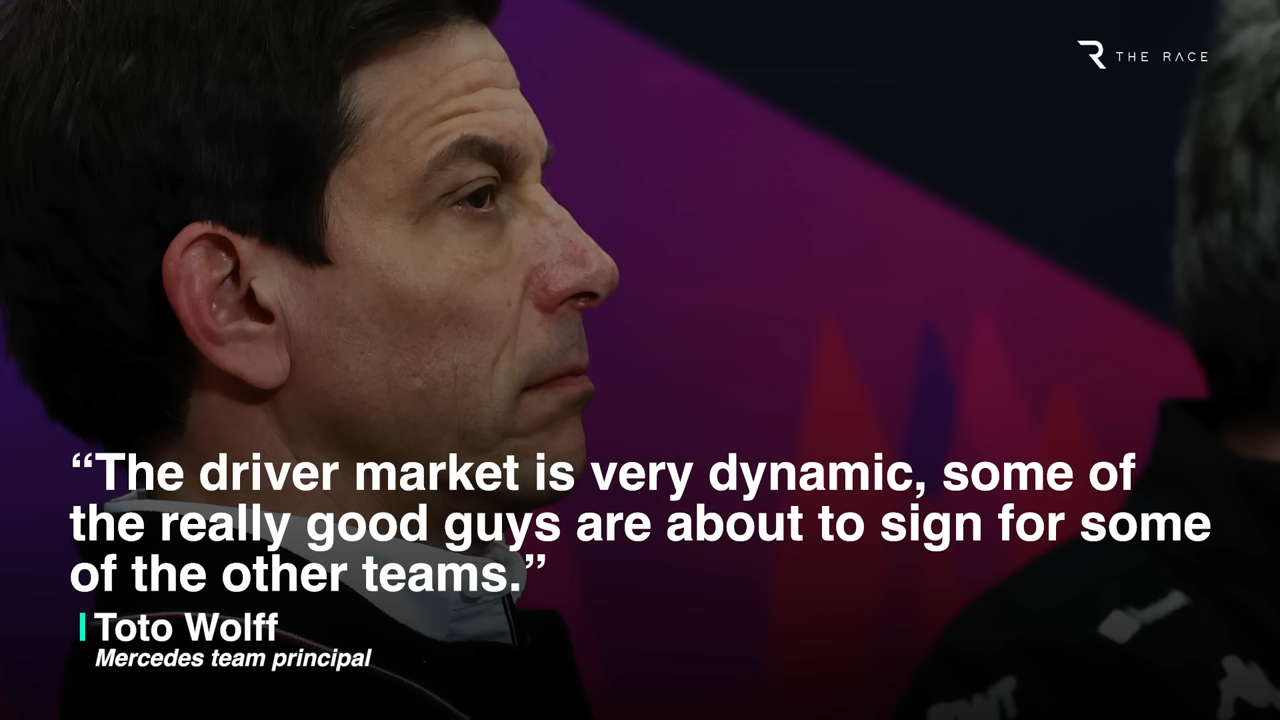 THE RACE
“The driver market is very dynamic, some of
the really good guys are about to sign for some
of the other teams.”
Toto Wolff
Mercedes team principal